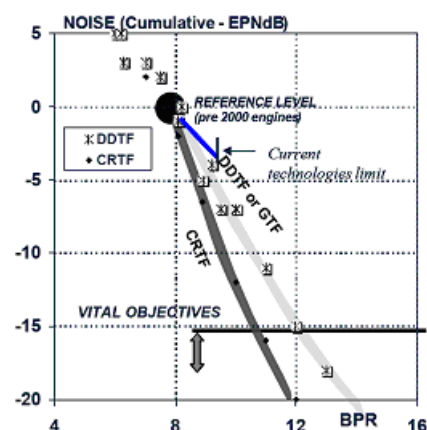 NOISE (Cumulative - EPNdB)
5
0
-5
-10
-15
-20
REFERENCE LEVEL
(pre 2000 engines)
DDTF
CRTF
Current
technologies limit
DDTF or GTF
CRTF
VITAL OBJECTIVES
4
8
12
16
BPR